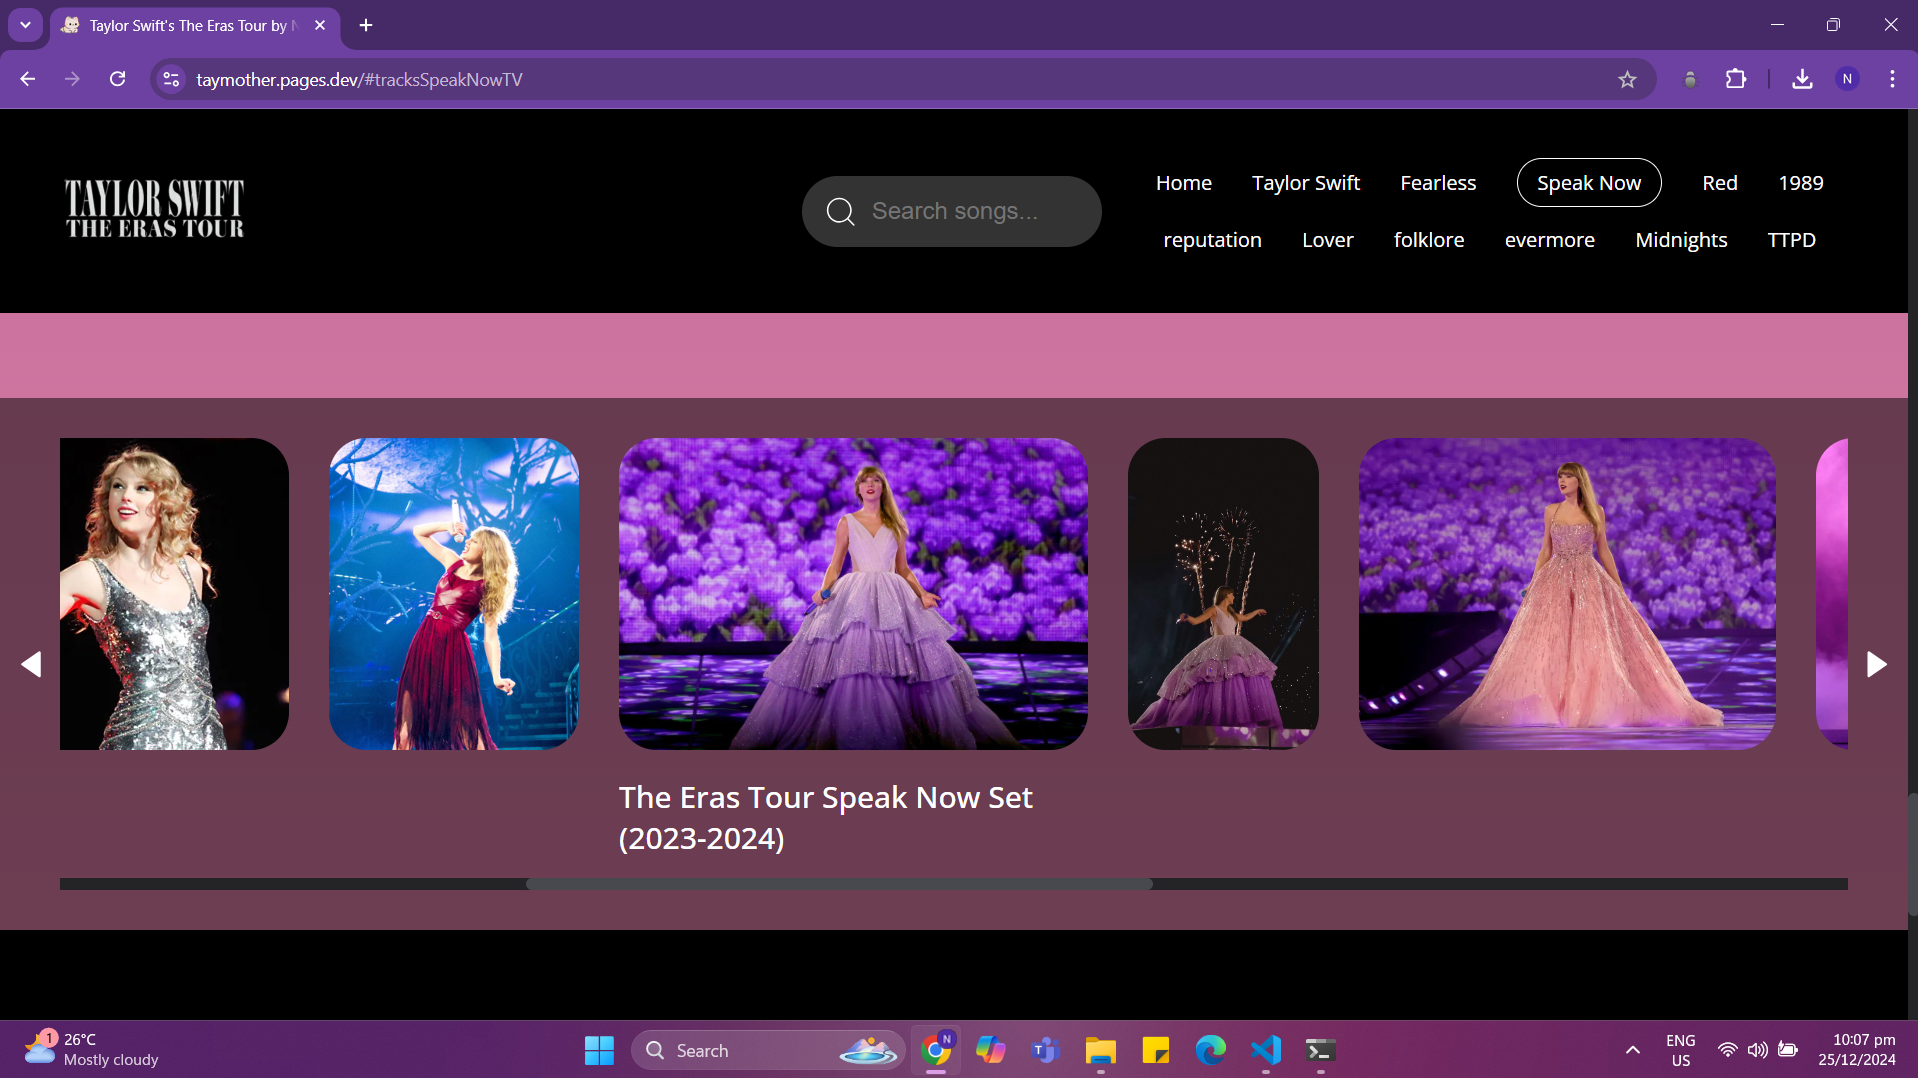 Taylor Swift's The Eras Tour by
taymother.pages.dev/#tracksSpeakNowTV
N
TAYLOR SWIFT
THE ERAS TOUR
Search songs...
Home
Taylor Swift
Fearless
Speak Now
Red
1989
reputation
Lover
folklore
evermore
Midnights
TTPD
The Eras Tour Speak Now Set
(2023-2024)
1
26°C
Mostly cloudy
Search
N
T
ENG
US
10:07 pm
25/12/2024